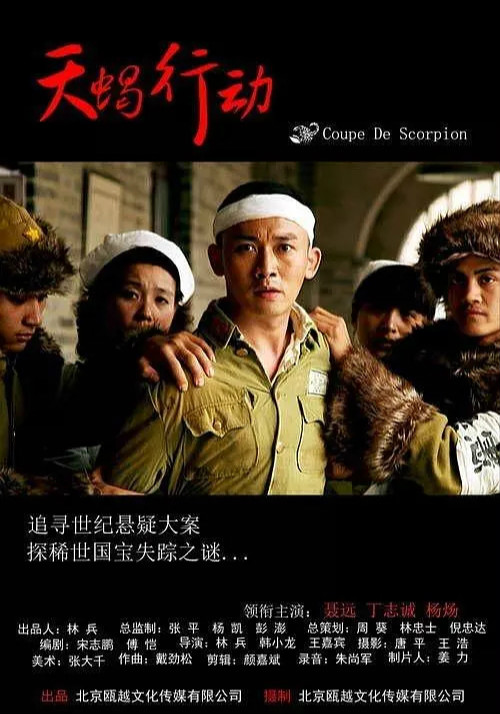 天蝎行动
Coupe De Scorpion
追寻世纪悬疑大案
探稀世国宝失踪之谜...
领衔主演：聂远 丁志诚 杨炀
出品人：林 兵 总监制：张 平 杨 凯 彭 澎 总策划：周 葵 林忠士 倪忠达
编剧：宋志鹏 傅 恺 导演：林 兵 韩小龙 王嘉宾 摄影：唐 平 王 浩
美术：张大千 作曲：戴劲松 剪辑：颜嘉斌 录音：朱尚军 制片人：姜 力
出品 北京瓯越文化传媒有限公司 摄制 北京瓯越文化传媒有限公司